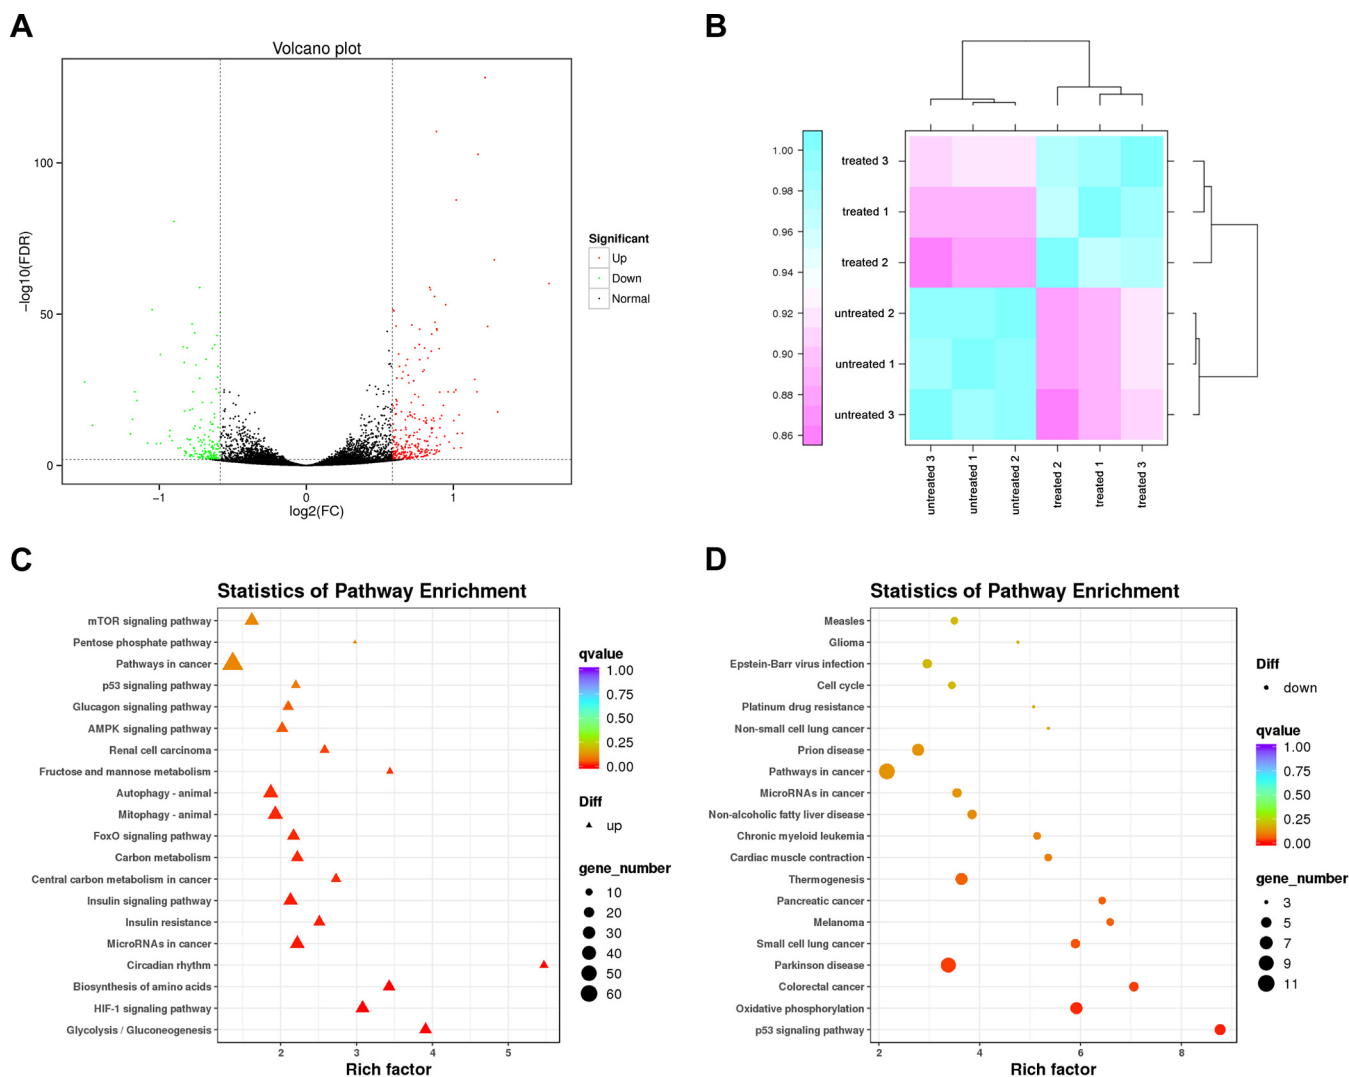 A
Volcano plot
−log10(FDR)
100
50
0
−1
0
1
log2(FC)
Significant
Up
Down
Normal
B
1.00
0.98
0.96
0.94
0.92
0.90
0.88
0.86
treated 3
treated 1
treated 2
untreated 2
untreated 1
untreated 3
untreated 3
untreated 1
untreated 2
treated 2
treated 1
treated 3
C
Statistics of Pathway Enrichment
mTOR signaling pathway
Pentose phosphate pathway
Pathways in cancer
p53 signaling pathway
Glucagon signaling pathway
AMPK signaling pathway
Renal cell carcinoma
Fructose and mannose metabolism
Autophagy - animal
Mitophagy - animal
FoxO signaling pathway
Carbon metabolism
Central carbon metabolism in cancer
Insulin signaling pathway
Insulin resistance
MicroRNAs in cancer
Circadian rhythm
Biosynthesis of amino acids
HIF-1 signaling pathway
Glycolysis / Gluconeogenesis
2
3
4
5
Rich factor
qvalue
1.00
0.75
0.50
0.25
0.00
Diff
up
gene_number
10
20
30
40
50
60
D
Statistics of Pathway Enrichment
Measles
Glioma
Epstein-Barr virus infection
Cell cycle
Platinum drug resistance
Non-small cell lung cancer
Prion disease
Pathways in cancer
MicroRNAs in cancer
Non-alcoholic fatty liver disease
Chronic myeloid leukemia
Cardiac muscle contraction
Thermogenesis
Pancreatic cancer
Melanoma
Small cell lung cancer
Parkinson disease
Colorectal cancer
Oxidative phosphorylation
p53 signaling pathway
2
4
6
8
Rich factor
Diff
down
qvalue
1.00
0.75
0.50
0.25
0.00
gene_number
3
5
7
9
11